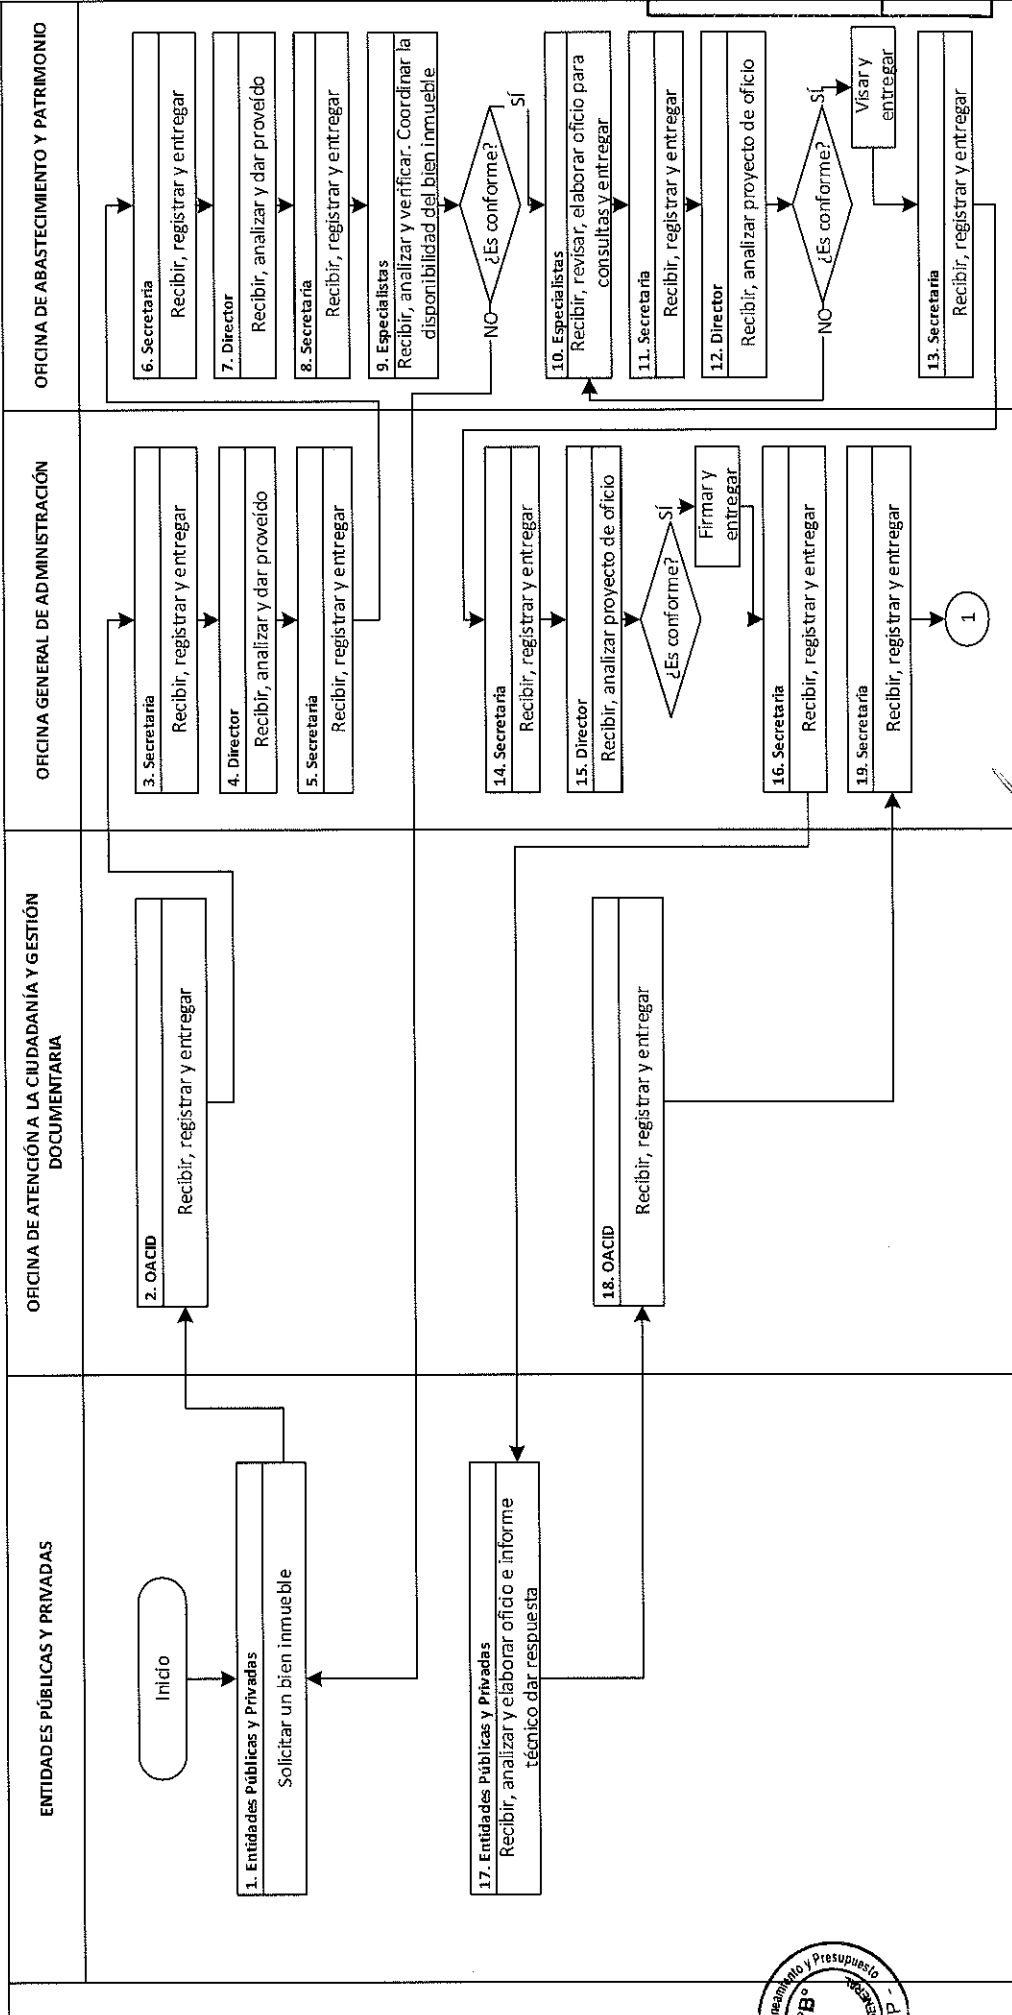 ENTIDADES PÚBLICAS Y PRIVADAS
OFICINA DE ATENCIÓN A LA CIUDADANÍA Y GESTIÓN
DOCUMENTARIA
OFICINA GENERAL DE ADMINISTRACIÓN
OFICINA DE ABASTECIMIENTO Y PATRIMONIO
Inicio
1. Entidades Públicas y Privadas
Solicitar un bien inmueble
2. OACID
Recibir, registrar y entregar
3. Secretaria
Recibir, registrar y entregar
4. Director
Recibir, analizar y dar proveído
5. Secretaria
Recibir, registrar y entregar
6. Secretaria
Recibir, registrar y entregar
7. Director
Recibir, analizar y dar proveído
8. Secretaria
Recibir, registrar y entregar
9. Especialistas
Recibir, analizar y verificar. Coordinar la
disponibilidad del bien inmueble
¿Es conforme?
NO
SÍ
10. Especialistas
Recibir, revisar, elaborar oficio para
consultas y entregar
11. Secretaria
Recibir, registrar y entregar
12. Director
Recibir, analizar proyecto de oficio
¿Es conforme?
NO
SÍ
Visar y
entregar
13. Secretaria
Recibir, registrar y entregar
14. Secretaria
Recibir, registrar y entregar
15. Director
Recibir, analizar proyecto de oficio
¿Es conforme?
SÍ
Firmar y
entregar
16. Secretaria
Recibir, registrar y entregar
17. Entidades Públicas y Privadas
Recibir, analizar y elaborar oficio e informe
técnico dar respuesta
18. OACID
Recibir, registrar y entregar
19. Secretaria
Recibir, registrar y entregar
1
y Presupuesto